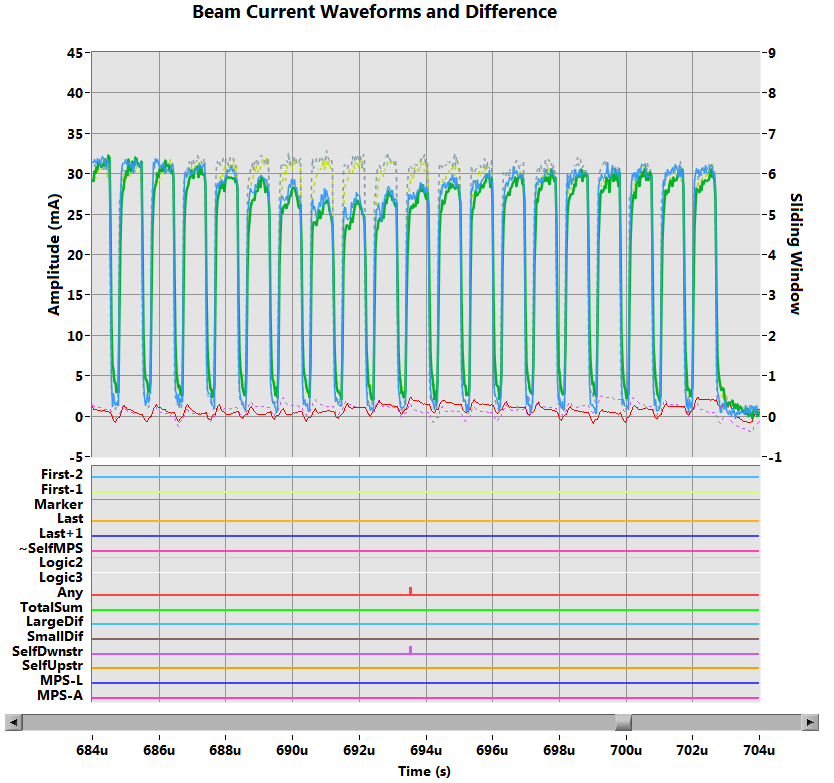 Beam Current Waveforms and Difference
45
40
35
30
25
20
15
10
5
0
-5
Amplitude (mA)
9
8
7
6
5
4
3
2
1
0
-1
Sliding Window
First-2
First-1
Marker
Last
Last+1
~SelfMPS
Logic2
Logic3
Any
TotalSum
LargeDif
SmallDif
SelfDwnstr
SelfUpstr
MPS-L
MPS-A
684u 686u 688u 690u 692u 694u 696u 698u 700u 702u 704u
Time (s)